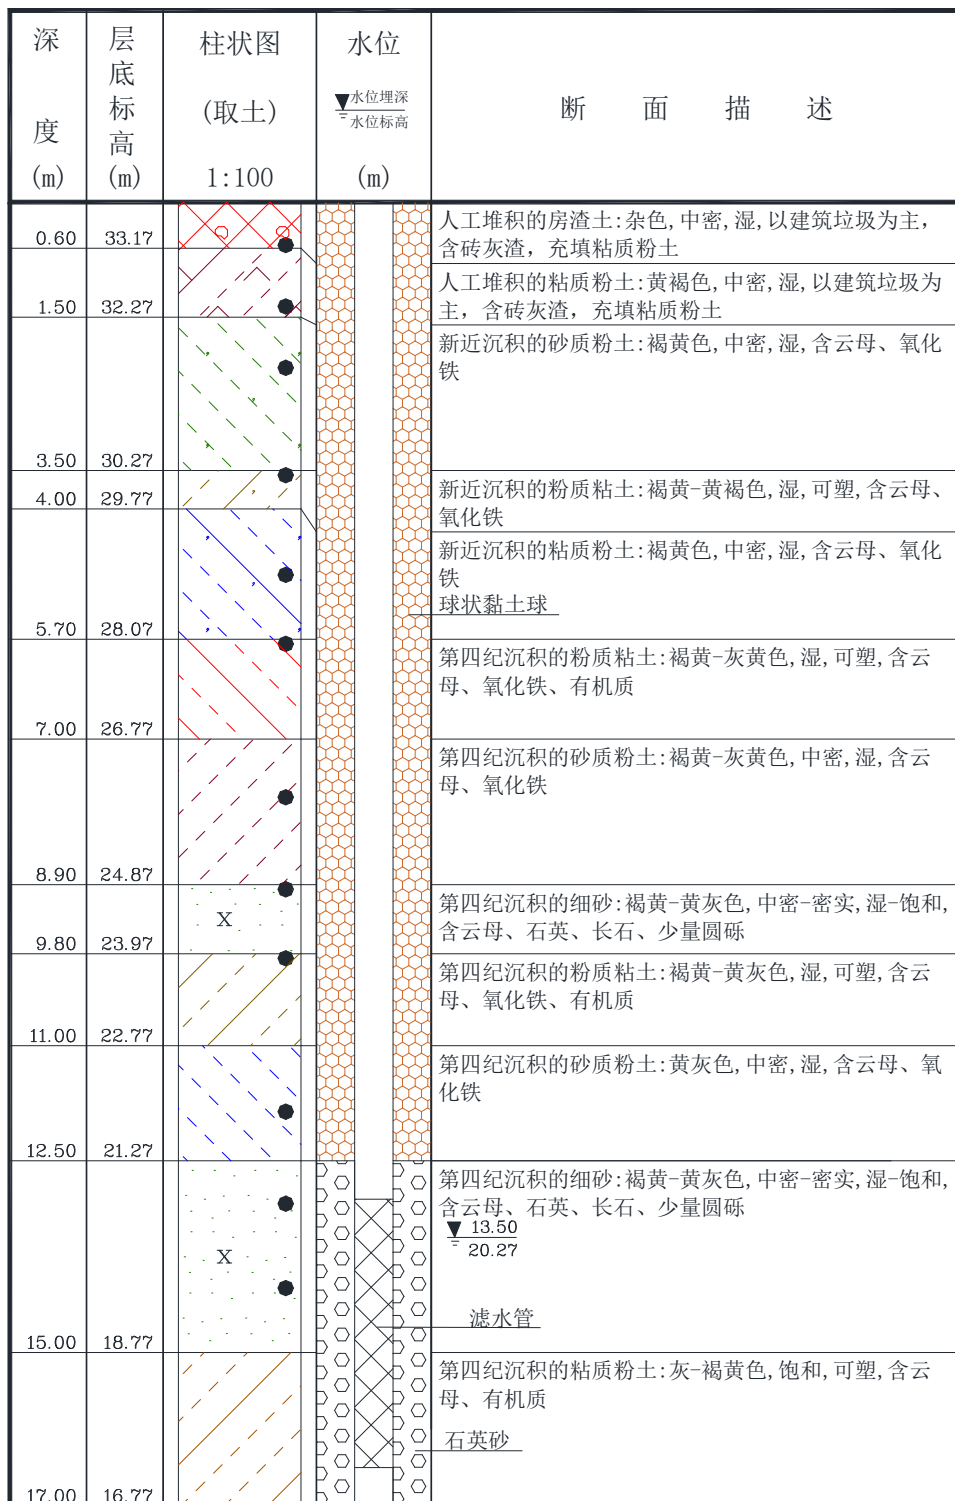 深度(m)
层底标高(m)
柱状图
(取土)
1:100
水位
水位埋深
水位标高
(m)
断面描述
0.60 33.17
人工堆积的房渣土:杂色,中密,湿,以建筑垃圾为主,
含砖灰渣，充填粘质粉土
1.50 32.27
人工堆积的粘质粉土:黄褐色,中密,湿,以建筑垃圾为
主，含砖灰渣，充填粘质粉土
3.50 30.27
新近沉积的砂质粉土:褐黄色,中密,湿,含云母、氧化
铁
4.00 29.77
新近沉积的粉质粘土:褐黄-黄褐色,湿,可塑,含云母、
氧化铁
5.70 28.07
新近沉积的粘质粉土:褐黄色,中密,湿,含云母、氧化
铁
球状黏土球
7.00 26.77
第四纪沉积的粉质粘土:褐黄-灰黄色,湿,可塑,含云
母、氧化铁、有机质
8.90 24.87
第四纪沉积的砂质粉土:褐黄-灰黄色,中密,湿,含云
母、氧化铁
9.80 23.97
X
第四纪沉积的细砂:褐黄-黄灰色,中密-密实,湿-饱和,
含云母、石英、长石、少量圆砾
11.00 22.77
第四纪沉积的粉质粘土:褐黄-黄灰色,湿,可塑,含云
母、氧化铁、有机质
12.50 21.27
第四纪沉积的砂质粉土:黄灰色,中密,湿,含云母、氧
化铁
15.00 18.77
X
第四纪沉积的细砂:褐黄-黄灰色,中密-密实,湿-饱和,
含云母、石英、长石、少量圆砾
13.50
20.27
滤水管
17.00 16.77
第四纪沉积的粘质粉土:灰-褐黄色,饱和,可塑,含云
母、有机质
石英砂